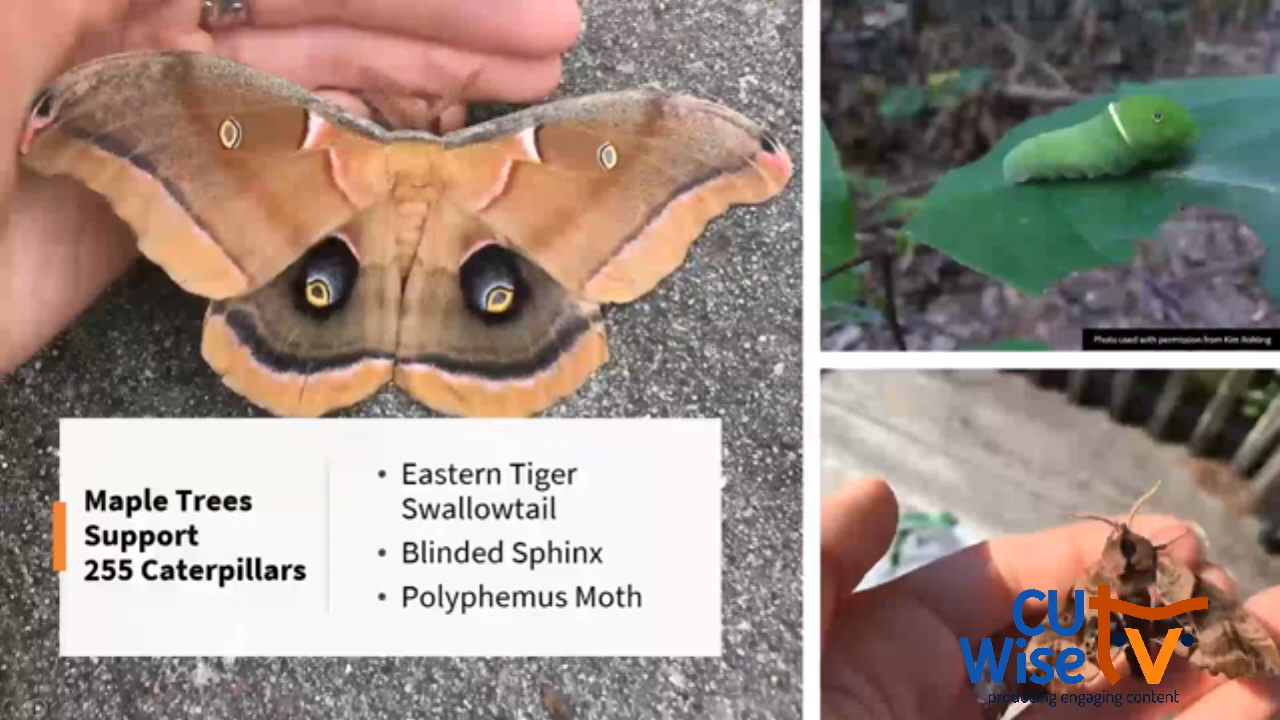 Maple Trees
Support
255 Caterpillars
• Eastern Tiger
Swallowtail
• Blinded Sphinx
• Polyphemus Moth
Photo used with permission from Kim Rohling
CU
Wise
tv
producing engaging content